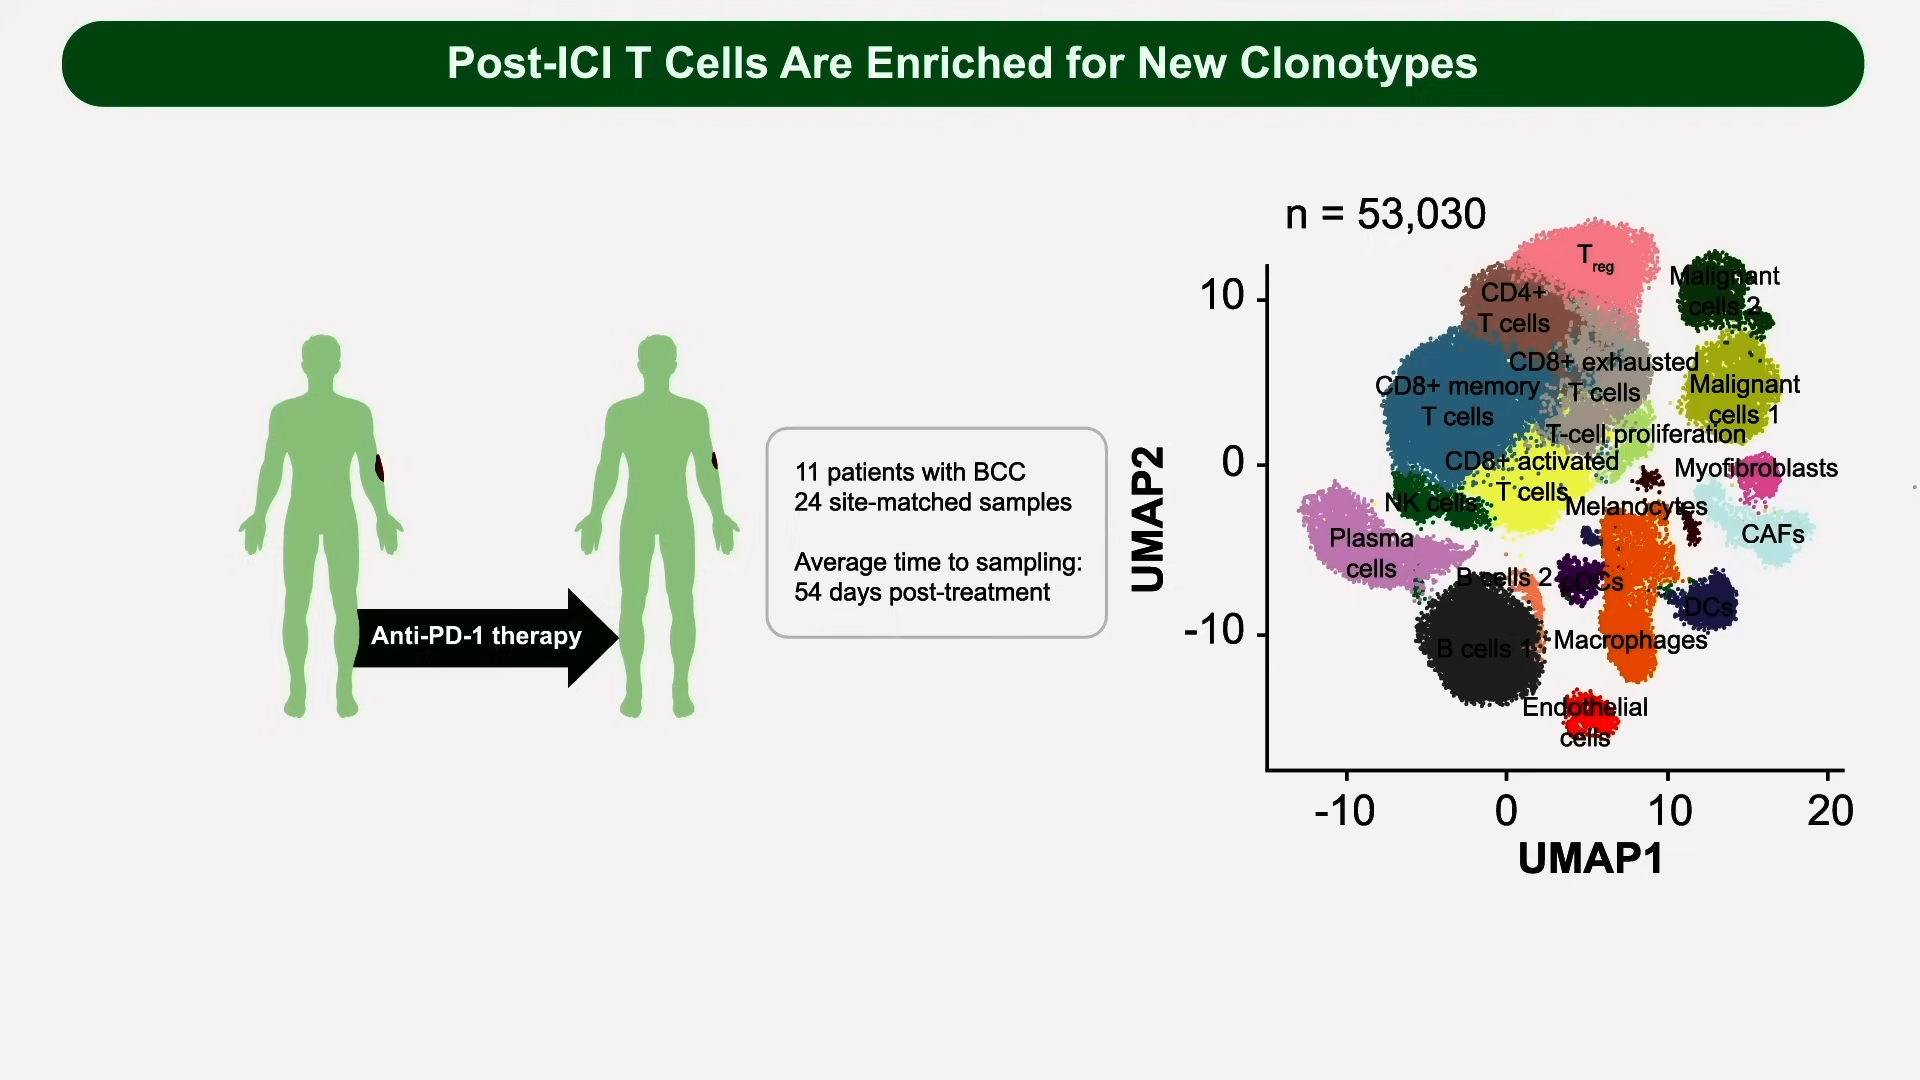 Post-ICI T Cells Are Enriched for New Clonotypes
Anti-PD-1 therapy
11 patients with BCC
24 site-matched samples
Average time to sampling:
54 days post-treatment
n = 53,030
UMAP2
10
0
-10
Treg
CD4+
T cells
Malignant
cells 2
CD8+ exhausted
T cells
CD8+ memory
T cells
Malignant
cells 1
T-cell proliferation
CD8+ activated
T cells
Myofibroblasts
NK cells
Melanocytes
CAFs
Plasma
cells
B cells 2
pDCs
DCs
B cells 1
Macrophages
Endothelial
cells
-10
0
10
20
UMAP1